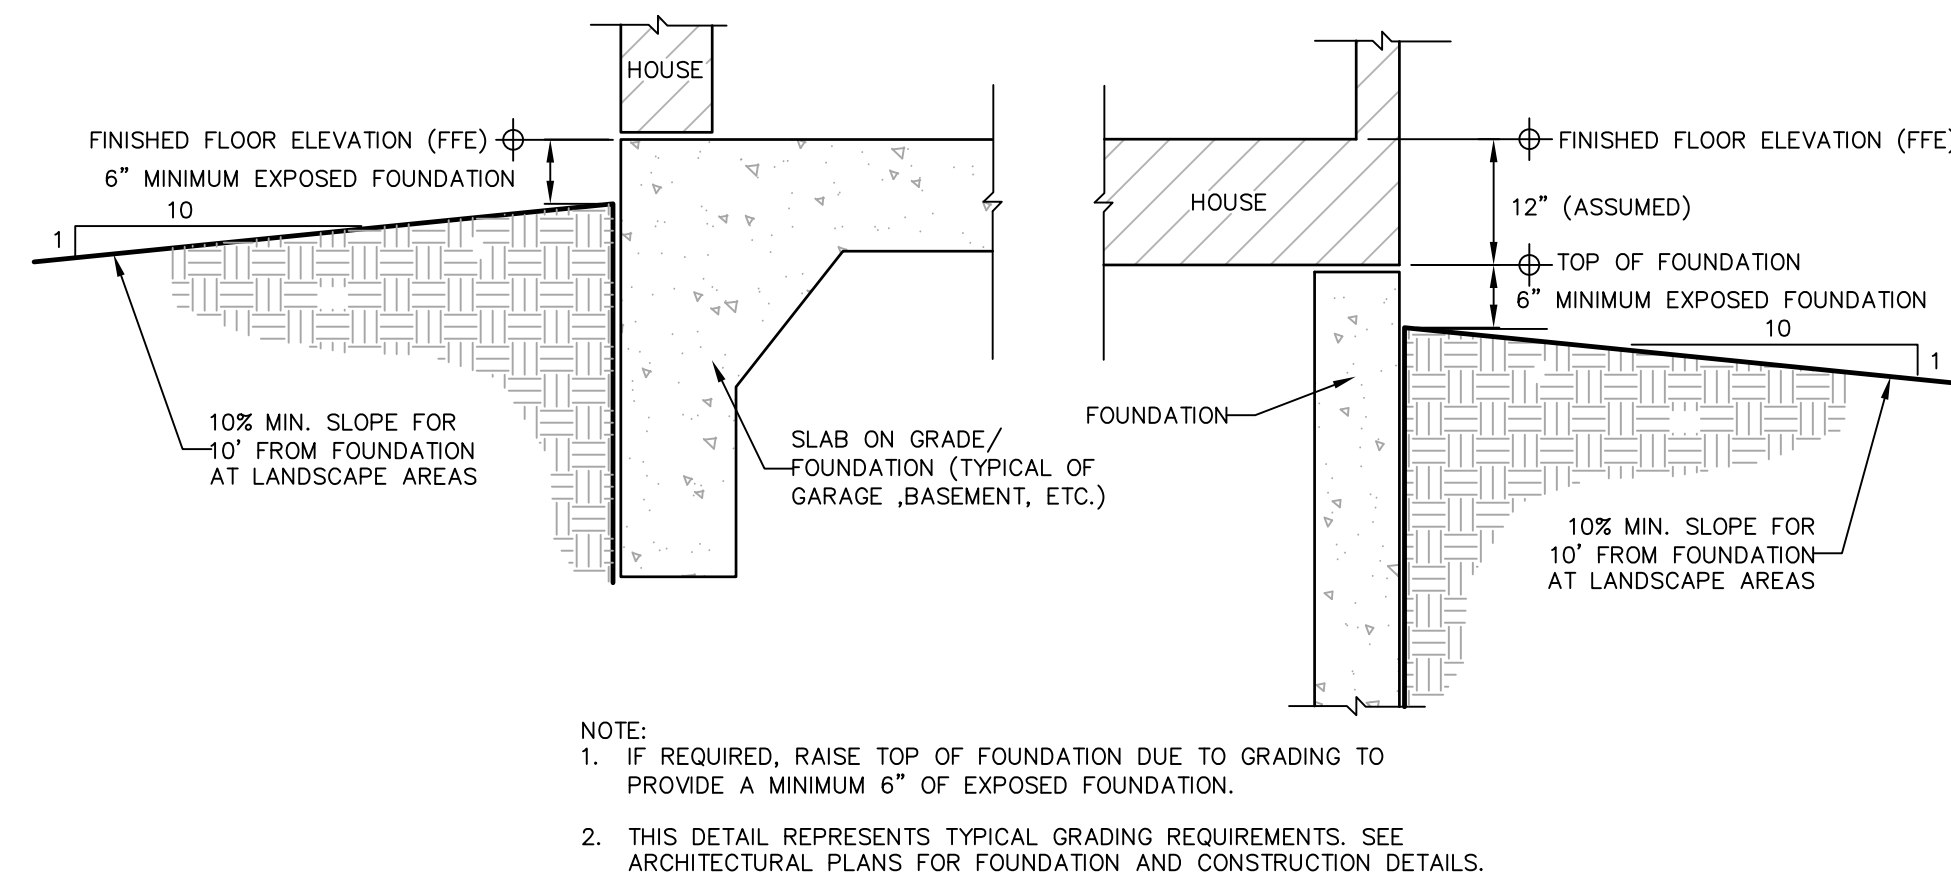 HOUSE
FINISHED FLOOR ELEVATION (FFE)
6” MINIMUM EXPOSED FOUNDATION
10
1
10% MIN. SLOPE FOR
10’ FROM FOUNDATION
AT LANDSCAPE AREAS
SLAB ON GRADE/
FOUNDATION (TYPICAL OF
GARAGE ,BASEMENT, ETC.)
FINISHED FLOOR ELEVATION (FFE)
HOUSE
12” (ASSUMED)
TOP OF FOUNDATION
6” MINIMUM EXPOSED FOUNDATION
10
1
FOUNDATION
10% MIN. SLOPE FOR
10’ FROM FOUNDATION
AT LANDSCAPE AREAS
NOTE:
1. IF REQUIRED, RAISE TOP OF FOUNDATION DUE TO GRADING TO
PROVIDE A MINIMUM 6” OF EXPOSED FOUNDATION.
2. THIS DETAIL REPRESENTS TYPICAL GRADING REQUIREMENTS. SEE
ARCHITECTURAL PLANS FOR FOUNDATION AND CONSTRUCTION DETAILS.